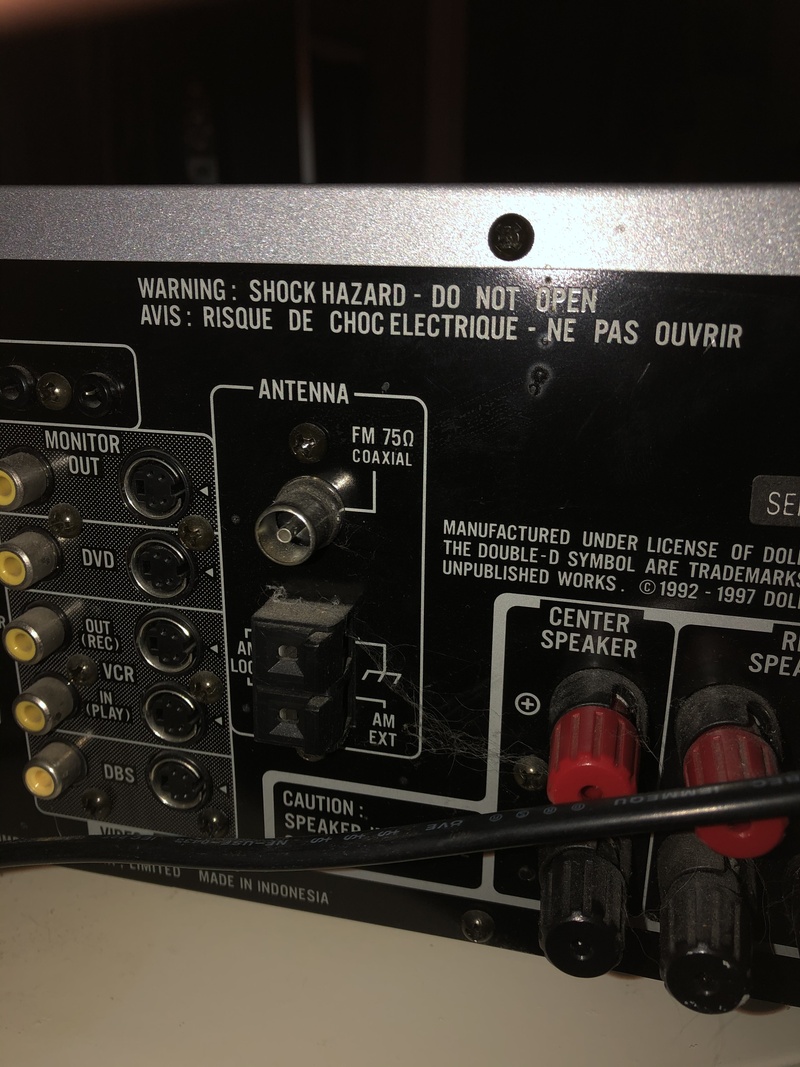 WARNING : SHOCK HAZARD - DO NOT OPEN
AVIS : RISQUE DE CHOC ELECTRIQUE - NE PAS OUVRIR
ANTENNA
FM 75Ω
COAXIAL
MONITOR
OUT
DVD
OUT
(REC)
VCR
IN
(PLAY)
DBS
AM
EXT
MANUFACTURED UNDER LICENSE OF
THE DOUBLE-D SYMBOL ARE TRADEMARKS
UNPUBLISHED WORKS. ©1992 - 1997
CENTER
SPEAKER
+
CAUTION :
SPEAKER
LIMITED MADE IN INDONESIA